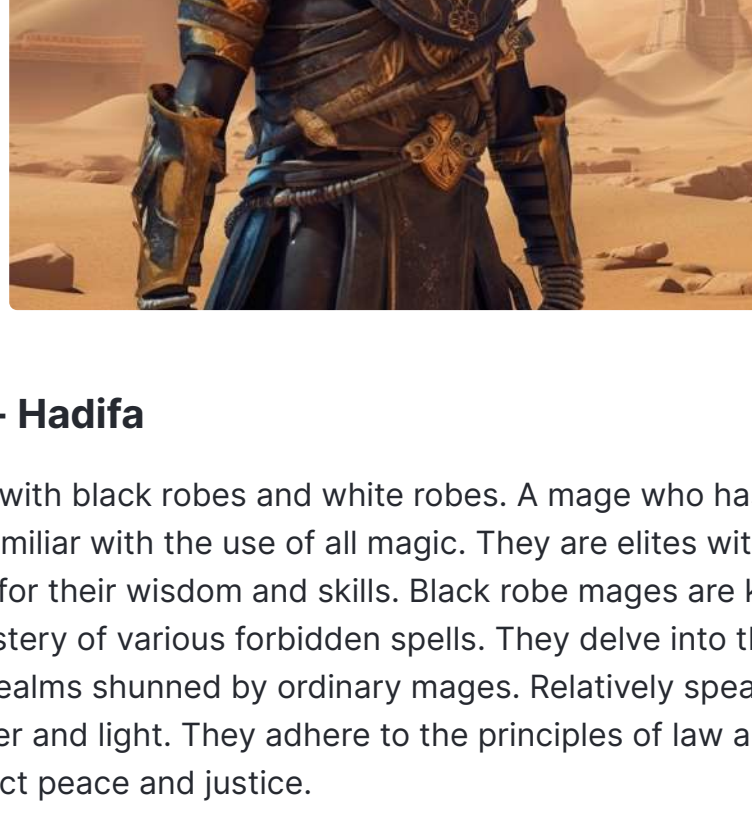 - Hadifa
with black robes and white robes. A mage who ha
miliar with the use of all magic. They are elites wit
for their wisdom and skills. Black robe mages are k
stery of various forbidden spells. They delve into th
ealms shunned by ordinary mages. Relatively spea
er and light. They adhere to the principles of law a
ct peace and justice.